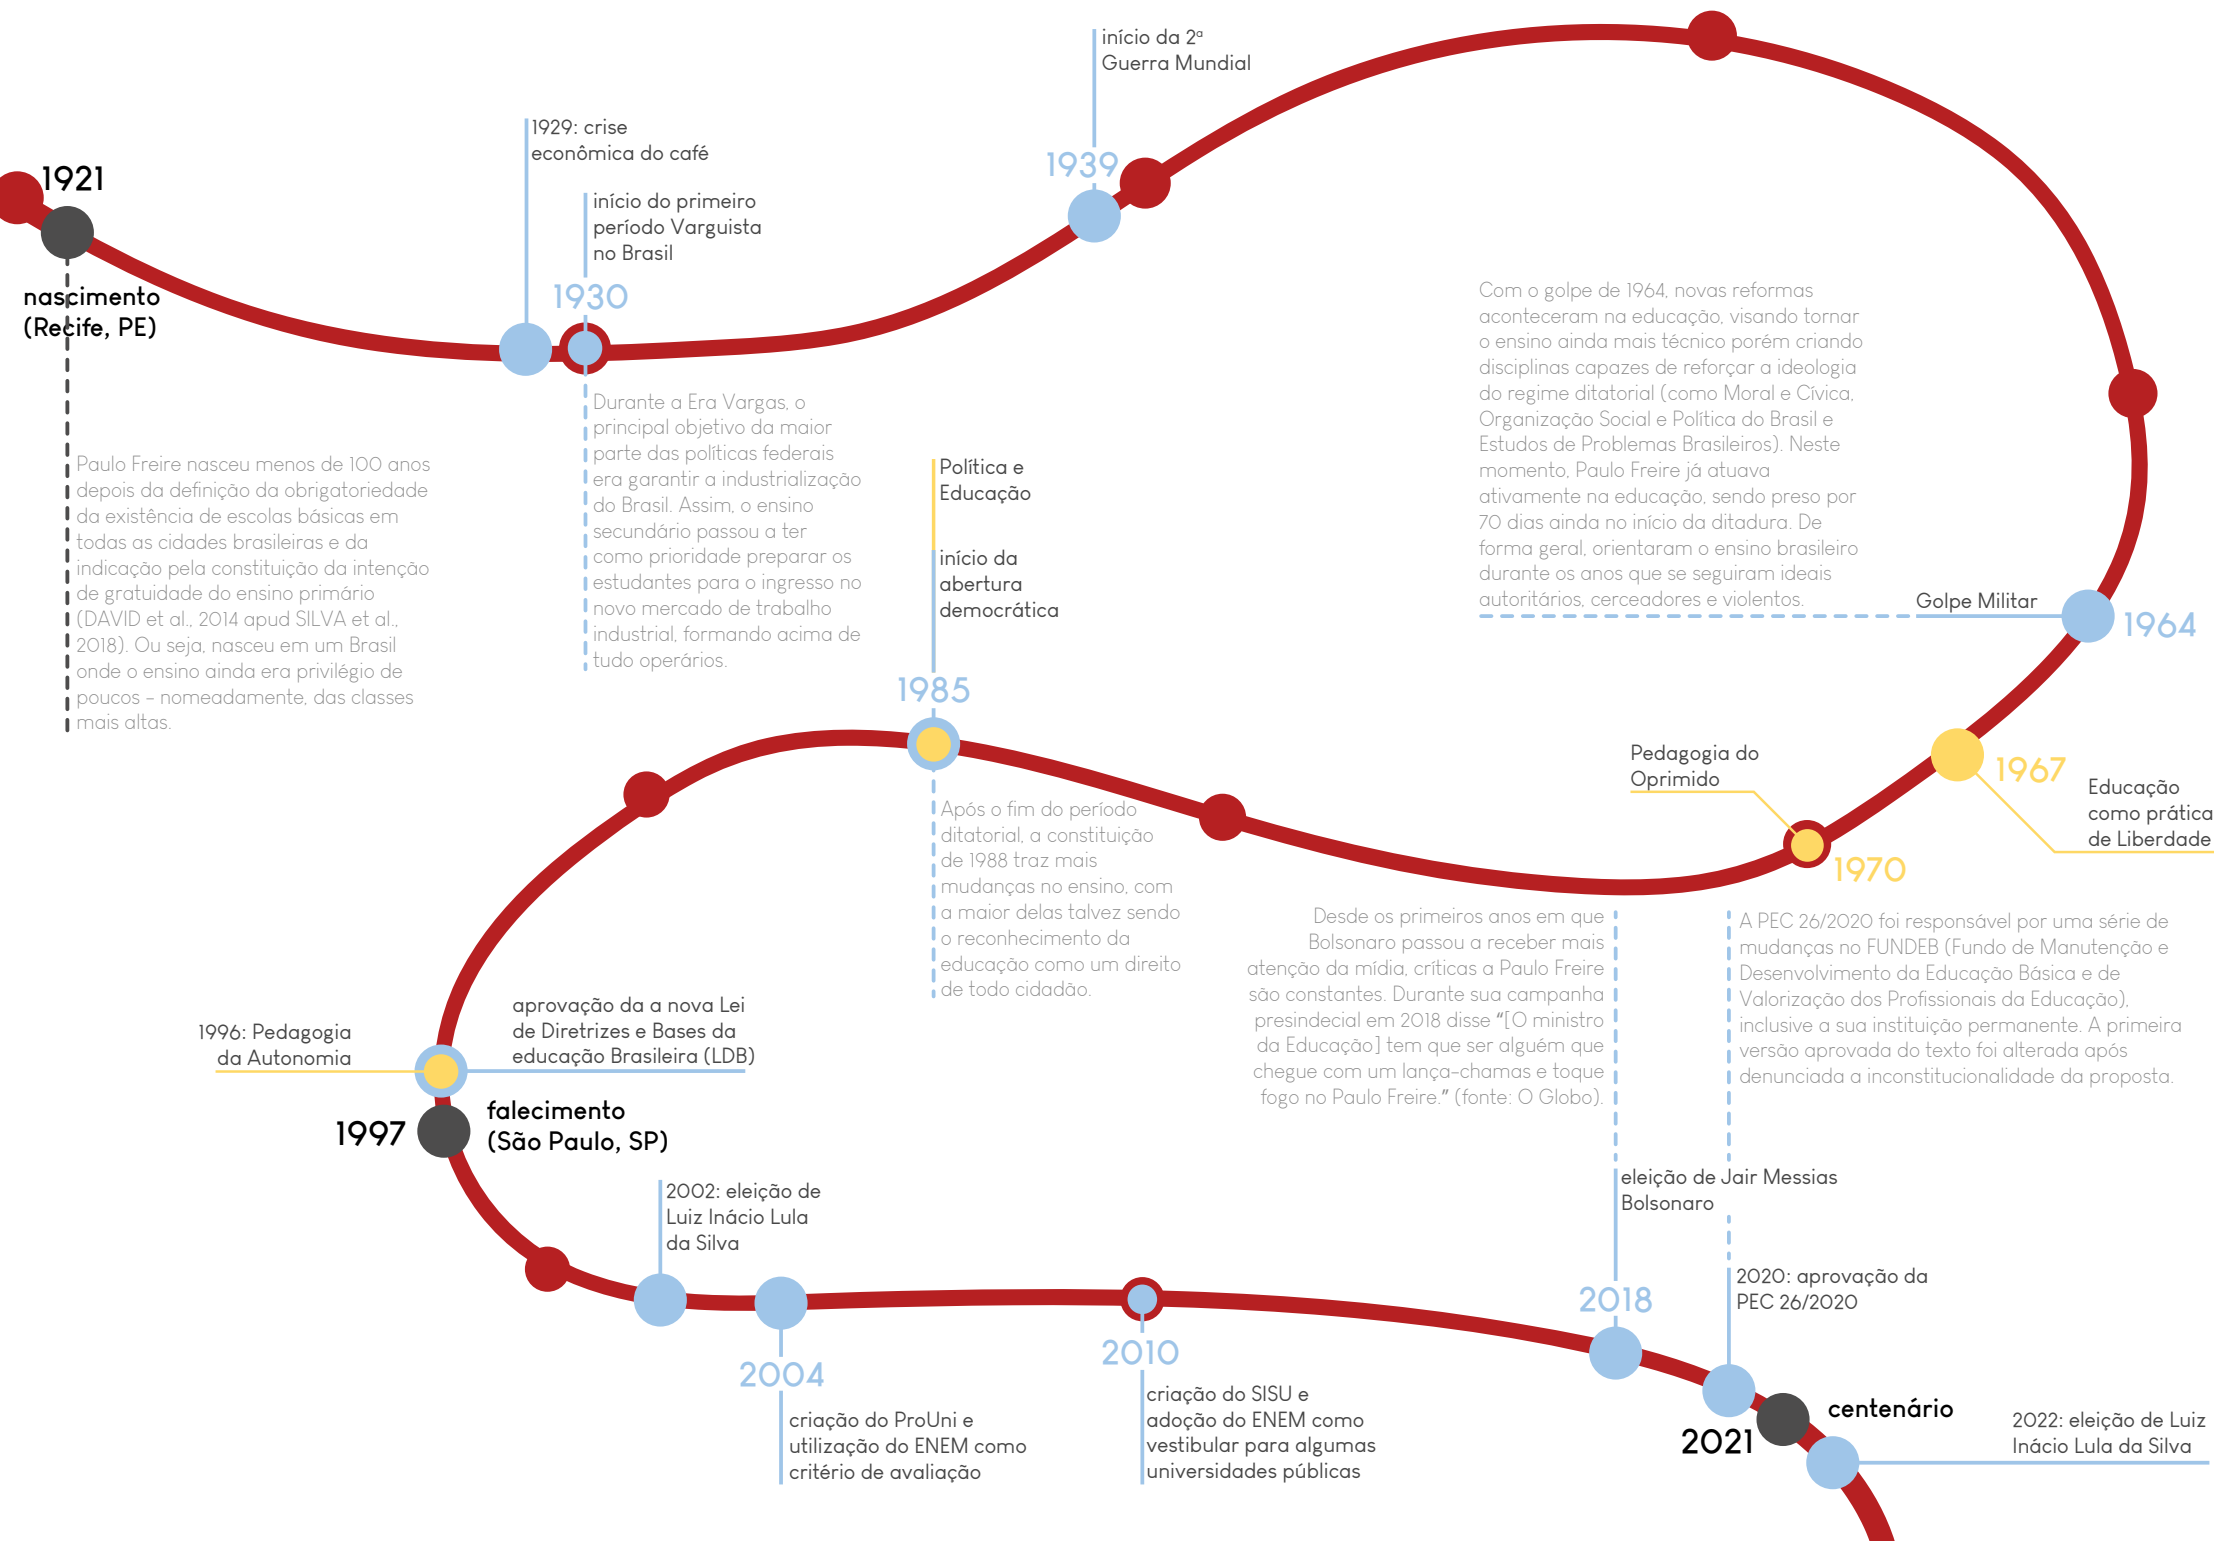 1921
nascimento
(Recife, PE)
Paulo Freire nasceu menos de 100 anos
depois da definição da obrigatoriedade
da existência de escolas básicas em
todas as cidades brasileiras e da
indicação pela constituição da intenção
de gratuidade do ensino primário
(DAVID et al., 2014 apud SILVA et al.,
2018). Ou seja, nasceu em um Brasil
onde o ensino ainda era privilégio de
poucos – nomeadamente, das classes
mais altas.
1929: crise
econômica do café
início do primeiro
período Varguista
no Brasil
1930
Durante a Era Vargas, o
principal objetivo da maior
parte das políticas federais
era garantir a industrialização
do Brasil. Assim, o ensino
secundário passou a ter
como prioridade preparar os
estudantes para o ingresso no
novo mercado de trabalho
industrial, formando acima de
tudo operários.
início da 2ª
Guerra Mundial
1939
Com o golpe de 1964, novas reformas
aconteceram na educação, visando tornar
o ensino ainda mais técnico porém criando
disciplinas capazes de reforçar a ideologia
do regime ditatorial (como Moral e Cívica,
Organização Social e Política do Brasil e
Estudos de Problemas Brasileiros). Neste
momento, Paulo Freire já atuava
ativamente na educação, sendo preso por
70 dias ainda no início da ditadura. De
forma geral, orientaram o ensino brasileiro
durante os anos que se seguiram ideais
autoritários, cerceadores e violentos.
Golpe Militar
1964
1967
Educação
como prática
de Liberdade
Pedagogia do
Oprimido
1970
Política e
Educação
início da
abertura
democrática
1985
Após o fim do período
ditatorial, a constituição
de 1988 traz mais
mudanças no ensino, com
a maior delas talvez sendo
o reconhecimento da
educação como um direito
de todo cidadão.
1996: Pedagogia
da Autonomia
aprovação da a nova Lei
de Diretrizes e Bases da
educação Brasileira (LDB)
1997
falecimento
(São Paulo, SP)
2002: eleição de
Luiz Inácio Lula
da Silva
2004
criação do ProUni e
utilização do ENEM como
critério de avaliação
2010
criação do SISU e
adoção do ENEM como
vestibular para algumas
universidades públicas
Desde os primeiros anos em que
Bolsonaro passou a receber mais
atenção da mídia, críticas a Paulo Freire
são constantes. Durante sua campanha
presindecial em 2018 disse "[O ministro
da Educação] tem que ser alguém que
chegue com um lança-chamas e toque
fogo no Paulo Freire." (fonte: O Globo).
eleição de Jair Messias
Bolsonaro
2018
A PEC 26/2020 foi responsável por uma série de
mudanças no FUNDEB (Fundo de Manutenção e
Desenvolvimento da Educação Básica e de
Valorização dos Profissionais da Educação),
inclusive a sua instituição permanente. A primeira
versão aprovada do texto foi alterada após
denunciada a inconstitucionalidade da proposta.
2020: aprovação da
PEC 26/2020
2021
centenário
2022: eleição de Luiz
Inácio Lula da Silva